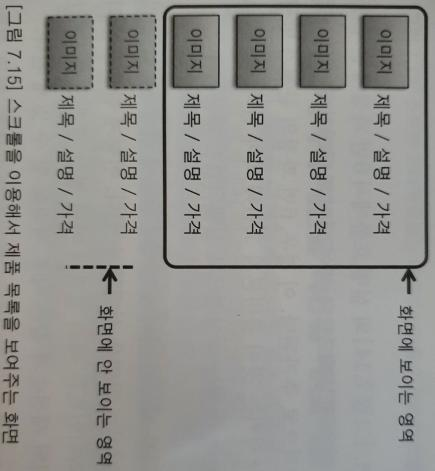 이미지 제목 / 설명 / 가격
이미지 제목 / 설명 / 가격
이미지 제목 / 설명 / 가격
이미지 제목 / 설명 / 가격
화면에 보이는 영역
이미지 제목 / 설명 / 가격
이미지 제목 / 설명 / 가격
화면에 안 보이는 영역
[그림 7.15] 스크롤을 이용해서 제품 목록을 보여주는 화면